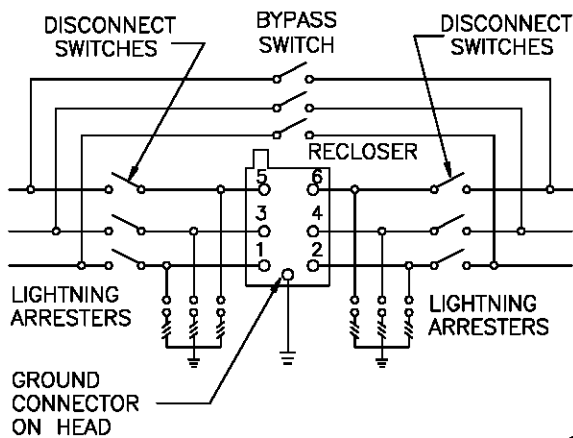 DISCONNECT
SWITCHES
BYPASS
SWITCH
DISCONNECT
SWITCHES
RECLOSER
5
6
3
4
1
2
LIGHTNING
ARRESTERS
LIGHTNING
ARRESTERS
GROUND
CONNECTOR
ON HEAD